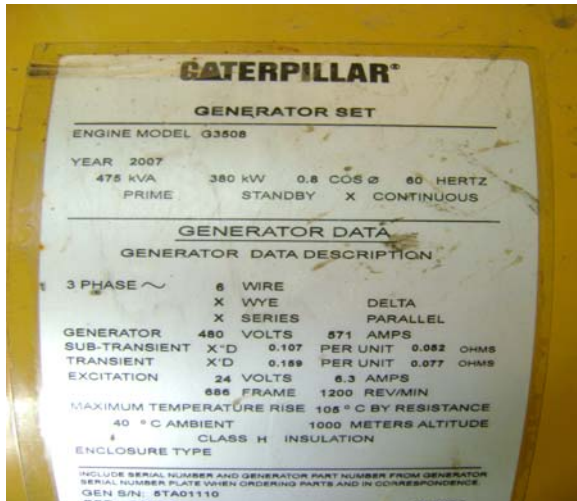 CATERPILLAR®
GENERATOR SET
ENGINE MODEL G3508
YEAR 2007
475 kVA 380 kW 0.8 COS Ø 60 HERTZ
PRIME STANDBY X CONTINUOUS
GENERATOR DATA
GENERATOR DATA DESCRIPTION
3 PHASE ~ 6 WIRE
X WYE DELTA
X SERIES PARALLEL
GENERATOR 480 VOLTS 571 AMPS
SUB-TRANSIENT X"D 0.107 PER UNIT 0.052 OHMS
TRANSIENT X'D 0.159 PER UNIT 0.077 OHMS
EXCITATION 24 VOLTS 6.3 AMPS
686 FRAME 1200 REV/MIN
MAXIMUM TEMPERATURE RISE 105 ° C BY RESISTANCE
40 ° C AMBIENT 1000 METERS ALTITUDE
CLASS H INSULATION
ENCLOSURE TYPE
INCLUDE SERIAL NUMBER AND GENERATOR PART NUMBER FROM GENERATOR
SERIAL NUMBER PLATE WHEN ORDERING PARTS AND IN CORRESPONDENCE.
GEN S/N: 5TA01110